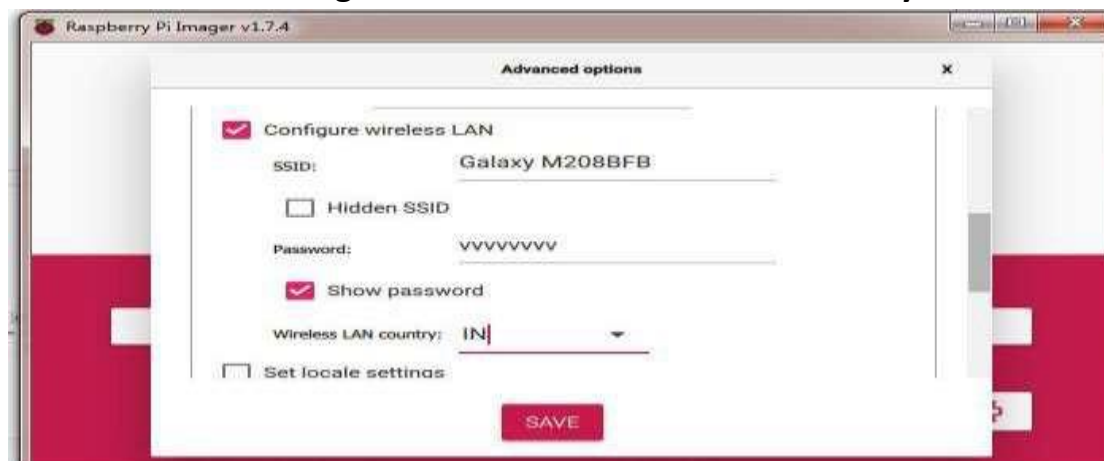 Raspberry Pi Imager v1.7.4
Advanced options x
Configure wireless LAN
SSID: Galaxy M208BFB
Hidden SSID
Password: vvvvvvvv
Show password
Wireless LAN country: IN
Set locale settings
SAVE